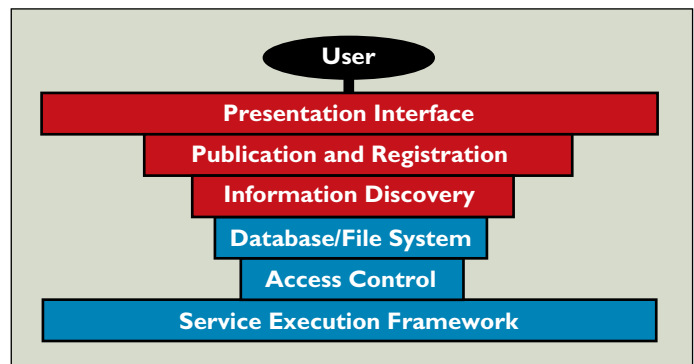 User
Presentation Interface
Publication and Registration
Information Discovery
Database/File System
Access Control
Service Execution Framework